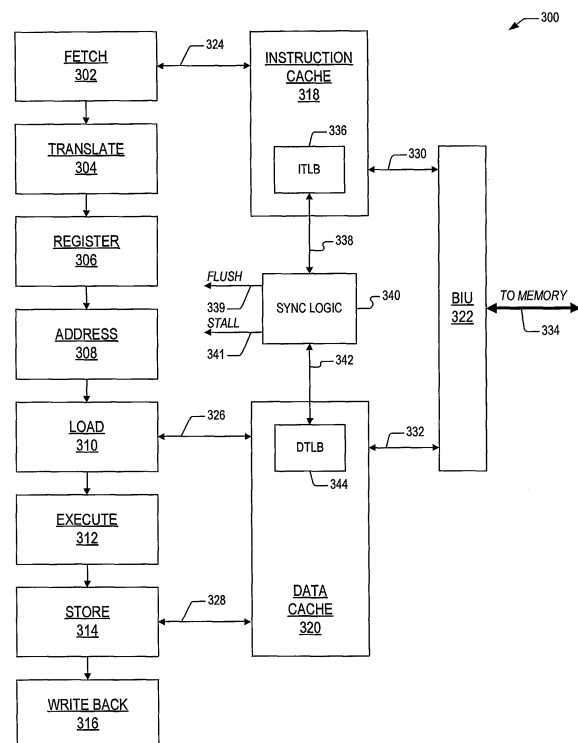 300
FETCH
302
324
INSTRUCTION
CACHE
318
336
ITLB
330
TRANSLATE
304
REGISTER
306
338
FLUSH
339
SYNC LOGIC
340
STALL
341
BIU
322
TO MEMORY
334
ADDRESS
308
342
LOAD
310
326
DTLB
344
332
EXECUTE
312
STORE
314
328
DATA
CACHE
320
WRITE BACK
316